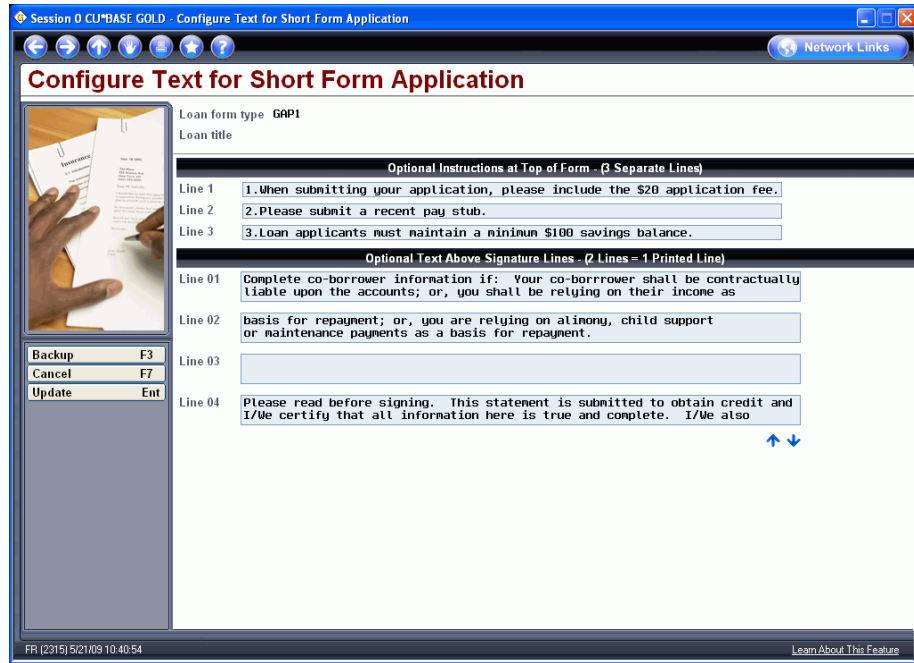 Session 0 CU*BASE GOLD - Configure Text for Short Form Application
Network Links
Configure Text for Short Form Application
Loan form type GAP1
Loan title
Optional Instructions at Top of Form - (3 Separate Lines)
Line 1 1.When submitting your application, please include the $20 application fee.
Line 2 2.Please submit a recent pay stub.
Line 3 3.Loan applicants must maintain a minimum $100 savings balance.
Optional Text Above Signature Lines - (2 Lines = 1 Printed Line)
Line 01 Complete co-borrower information if: Your co-borrrower shall be contractually
liable upon the accounts; or, you shall be relying on their income as
Line 02 basis for repayment; or, you are relying on alimony, child support
or maintenance payments as a basis for repayment.
Line 03
Line 04 Please read before signing. This statement is submitted to obtain credit and
I/We certify that all information here is true and complete. I/We also
Backup F3
Cancel F7
Update Ent
Insurance
FR (2315) 5/21/09 10:40:54
Learn About This Feature